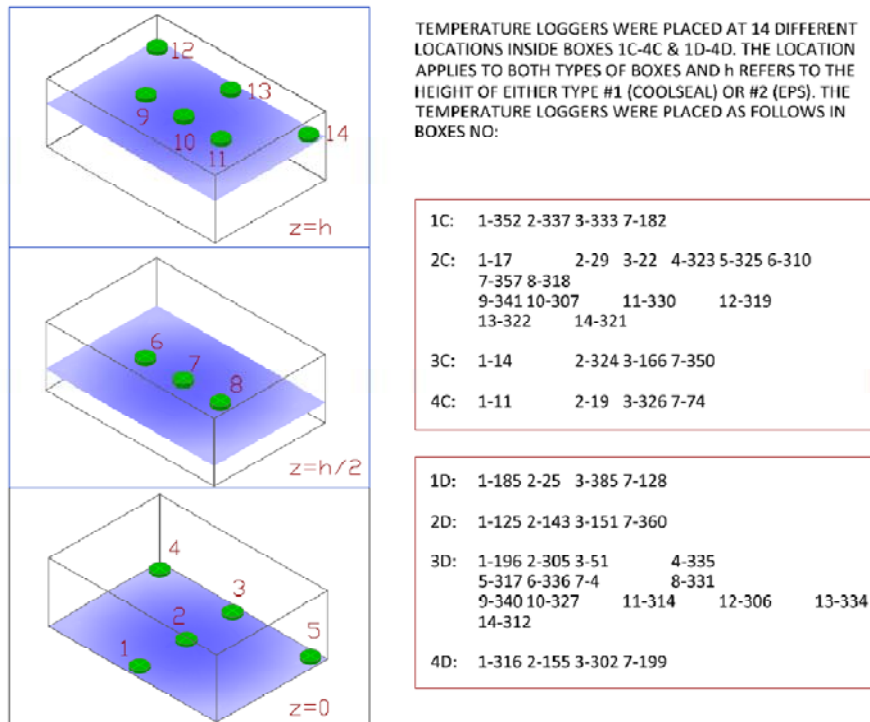 12
13
9
10
11
14
z=h
6
7
8
z=h/2
4
3
2
5
1
z=0
TEMPERATURE LOGGERS WERE PLACED AT 14 DIFFERENT
LOCATIONS INSIDE BOXES 1C-4C & 1D-4D. THE LOCATION
APPLIES TO BOTH TYPES OF BOXES AND h REFERS TO THE
HEIGHT OF EITHER TYPE #1 (COOLSEAL) OR #2 (EPS). THE
TEMPERATURE LOGGERS WERE PLACED AS FOLLOWS IN
BOXES NO:
1C: 1-352 2-337 3-333 7-182
2C: 1-17 2-29 3-22 4-323 5-325 6-310
7-357 8-318
9-341 10-307 11-330 12-319
13-322 14-321
3C: 1-14 2-324 3-166 7-350
4C: 1-11 2-19 3-326 7-74
1D: 1-185 2-25 3-385 7-128
2D: 1-125 2-143 3-151 7-360
3D: 1-196 2-305 3-51 4-335
5-317 6-336 7-4 8-331
9-340 10-327 11-314 12-306 13-334
14-312
4D: 1-316 2-155 3-302 7-199